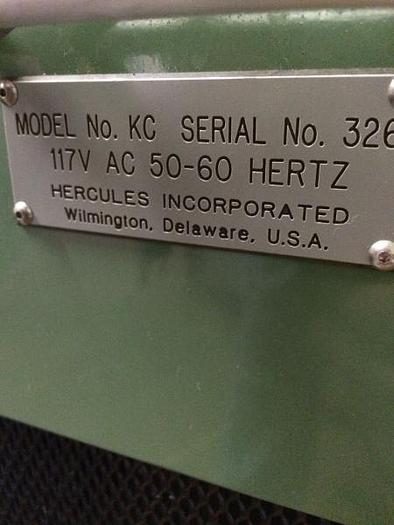 MODEL No. KC SERIAL No. 326
117V AC 50-60 HERTZ
HERCULES INCORPORATED
Wilmington, Delaware, U.S.A.